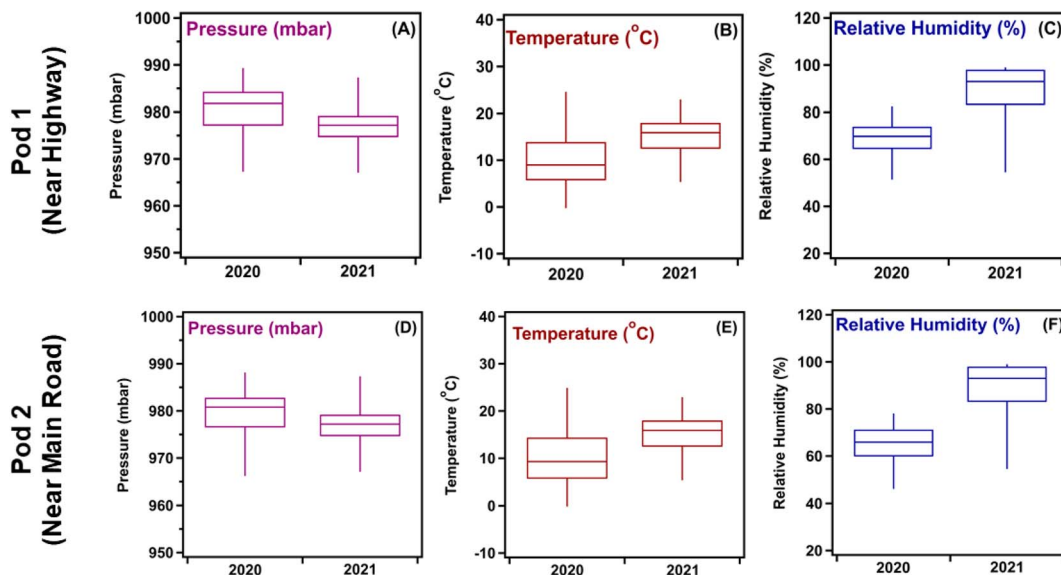 Pod 1
(Near Highway)
Pressure (mbar)
(A)
Pressure (mbar)
1000
990
980
970
960
950
2020
2021
Temperature (°C)
(B)
Temperature (°C)
40
30
20
10
0
-10
2020
2021
Relative Humidity (%)
(C)
Relative Humidity (%)
120
100
80
60
40
20
2020
2021
Pod 2
(Near Main Road)
Pressure (mbar)
(D)
Pressure (mbar)
1000
990
980
970
960
950
2020
2021
Temperature (°C)
(E)
Temperature (°C)
40
30
20
10
0
-10
2020
2021
Relative Humidity (%)
(F)
Relative Humidity (%)
120
100
80
60
40
20
2020
2021